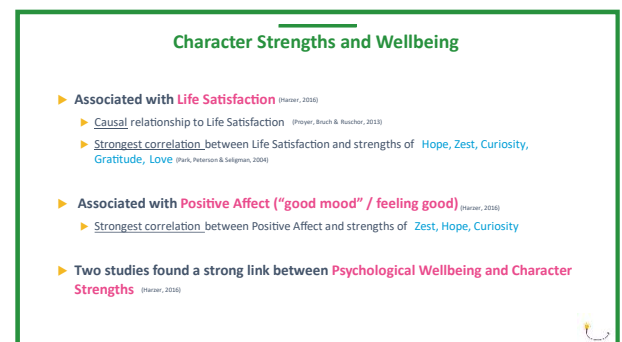 Character Strengths and Wellbeing
Associated with Life Satisfaction (Harzer, 2016)
Causal relationship to Life Satisfaction (Proyer, Bruch & Ruschor, 2013)
Strongest correlation between Life Satisfaction and strengths of Hope, Zest, Curiosity,
Gratitude, Love (Park, Peterson & Seligman, 2004)
Associated with Positive Affect (“good mood” / feeling good) (Harzer, 2016)
Strongest correlation between Positive Affect and strengths of Zest, Hope, Curiosity
Two studies found a strong link between Psychological Wellbeing and Character
Strengths (Harzer, 2016)